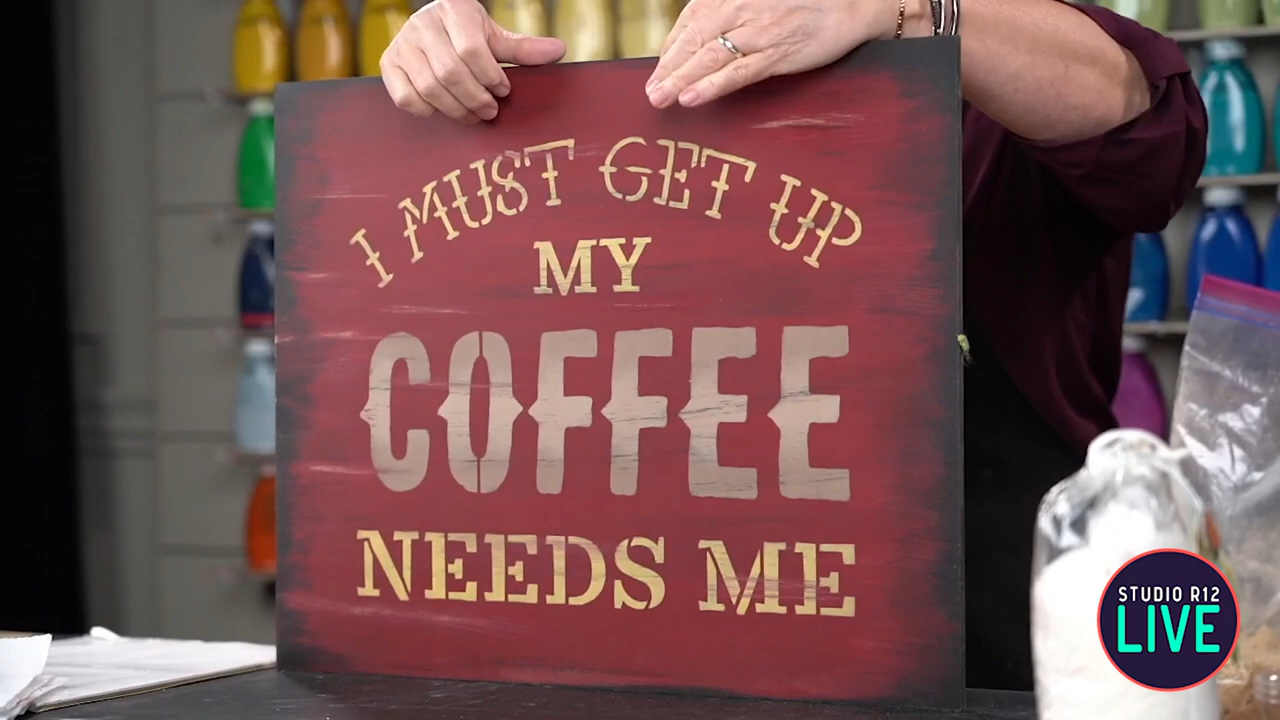 I MUST GET UP
MY
COFFEE
NEEDS ME
STUDIO R12
LIVE